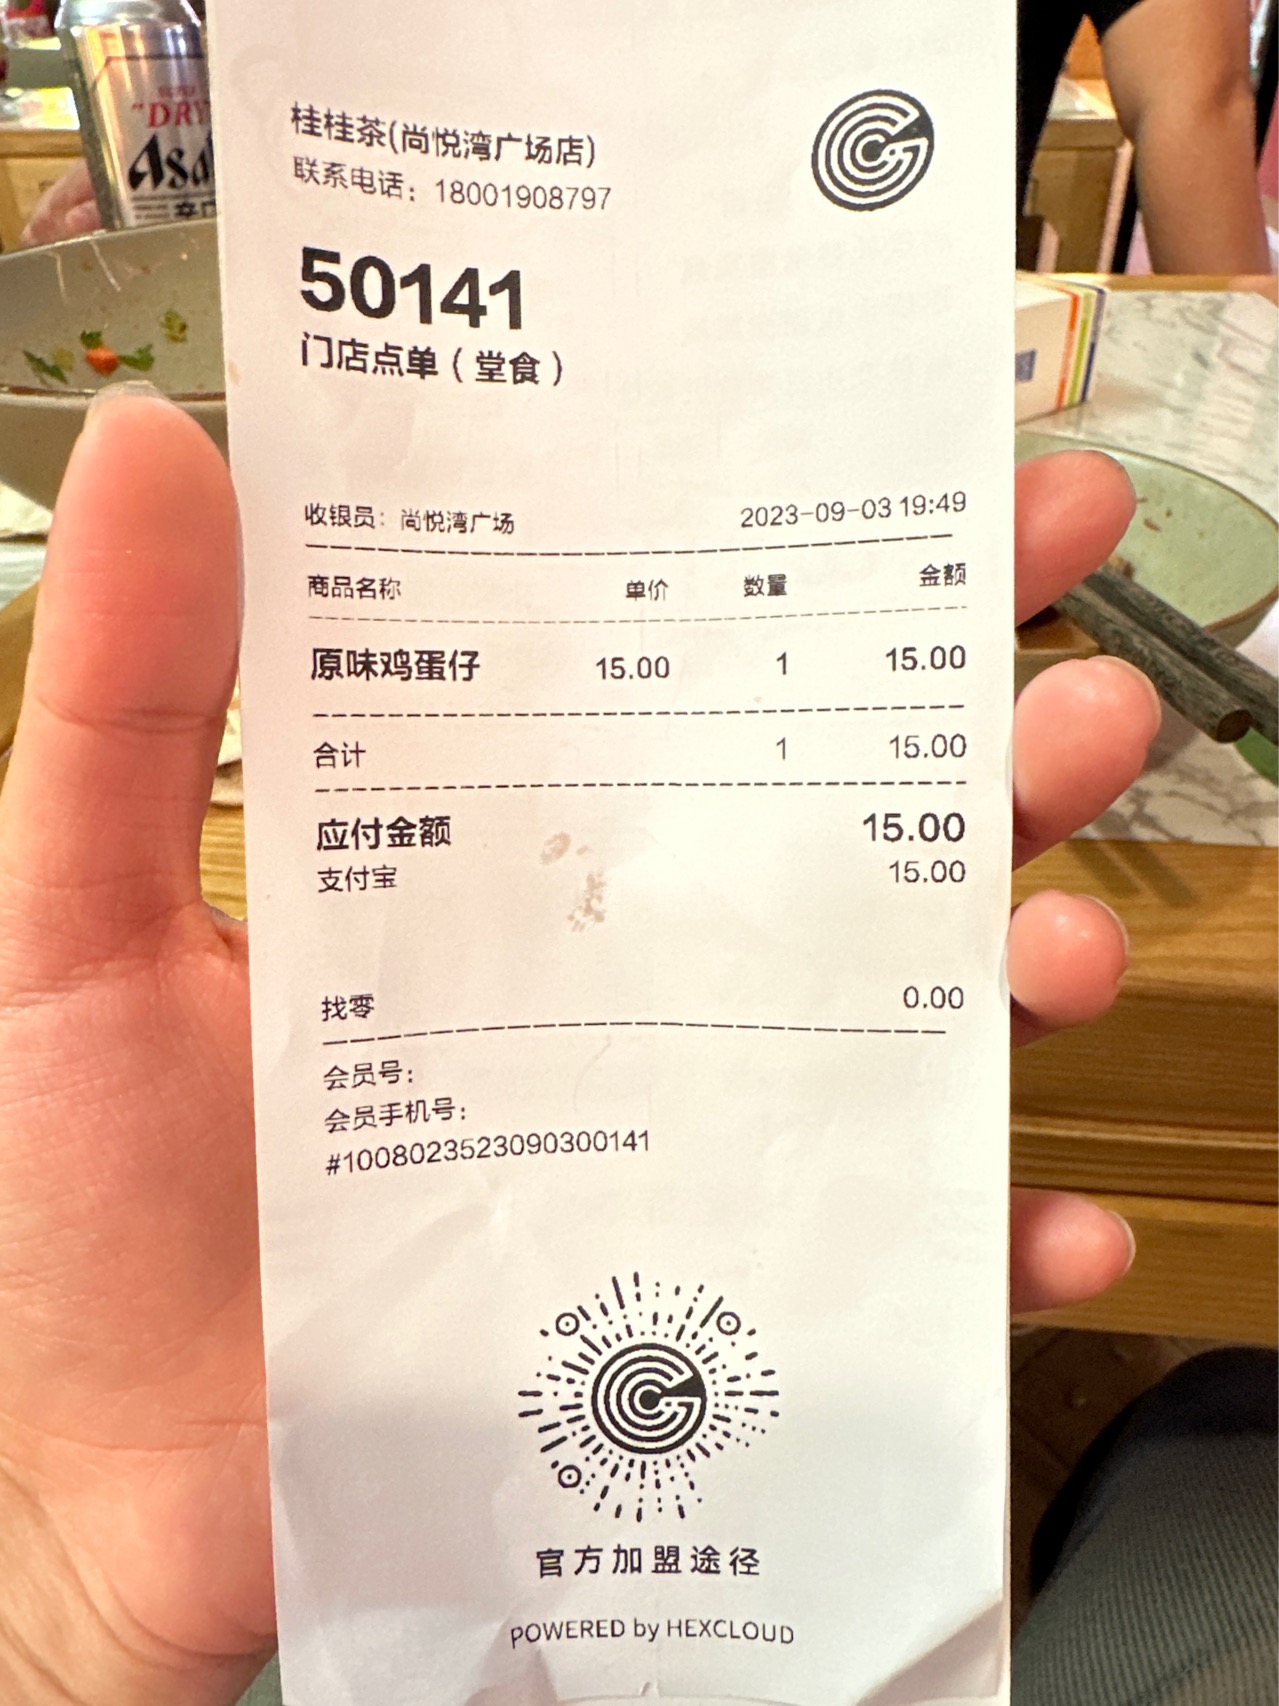 "DRY
Asa
桂桂茶(尚悦湾广场店)
联系电话：18001908797
50141
门店点单（堂食）
收银员：尚悦湾广场 2023-09-03 19:49
商品名称 单价 数量 金额
原味鸡蛋仔 15.00 1 15.00
合计 1 15.00
应付金额 15.00
支付宝 15.00
找零 0.00
会员号：
会员手机号：
#1008023523090300141
官方加盟途径
POWERED by HEXCLOUD